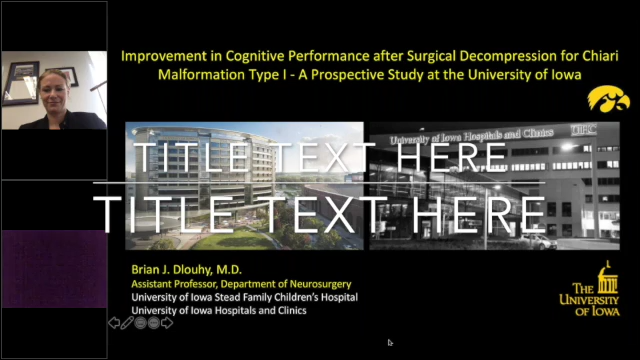 Improvement in Cognitive Performance after Surgical Decompression for Chiari
Malformation Type I - A Prospective Study at the University of Iowa
University of Iowa Hospitals and Clinics
TITLE TEXT HERE
TITLE TEXT HERE
Brian J. Dlouhy, M.D.
Assistant Professor, Department of Neurosurgery
University of Iowa Stead Family Children's Hospital
University of Iowa Hospitals and Clinics
THE
UNIVERSITY
OF IOWA